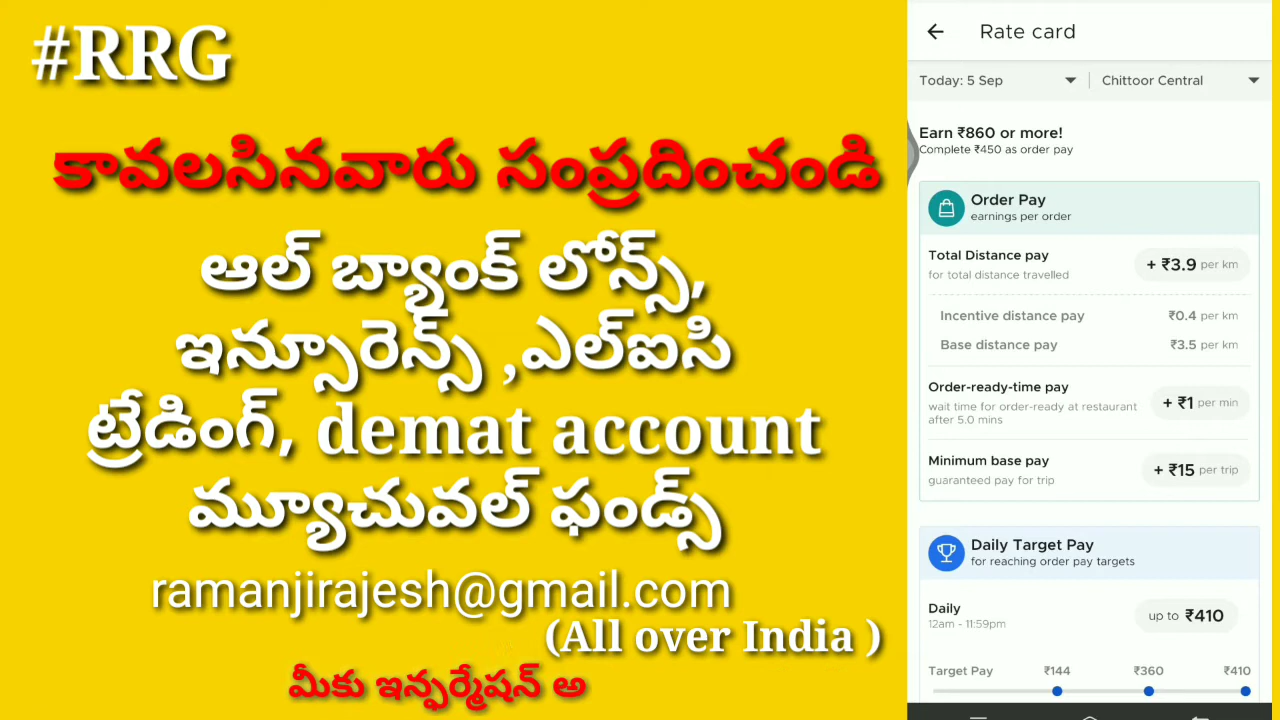 #RRG
కావలసినవారు సంప్రదించండి
ఆల్ బ్యాంక్ లోన్స్,
ఇన్సూరెన్స్ ,ఎల్ఐసి
ట్రేడింగ్, demat account
మ్యూచువల్ ఫండ్స్
ramanjirajesh@gmail.com
(All over India )
మీకు ఇన్ఫర్మేషన్ అ
Rate card
Today: 5 Sep
Chittoor Central
Earn ₹860 or more!
Complete ₹450 as order pay
Order Pay
earnings per order
Total Distance pay
for total distance travelled
+ ₹3.9 per km
Incentive distance pay ₹0.4 per km
Base distance pay ₹3.5 per km
Order-ready-time pay
wait time for order-ready at restaurant
after 5.0 mins
+ ₹1 per min
Minimum base pay
guaranteed pay for trip
+ ₹15 per trip
Daily Target Pay
for reaching order pay targets
Daily
12am - 11:59pm
up to ₹410
Target Pay ₹144 ₹360 ₹410